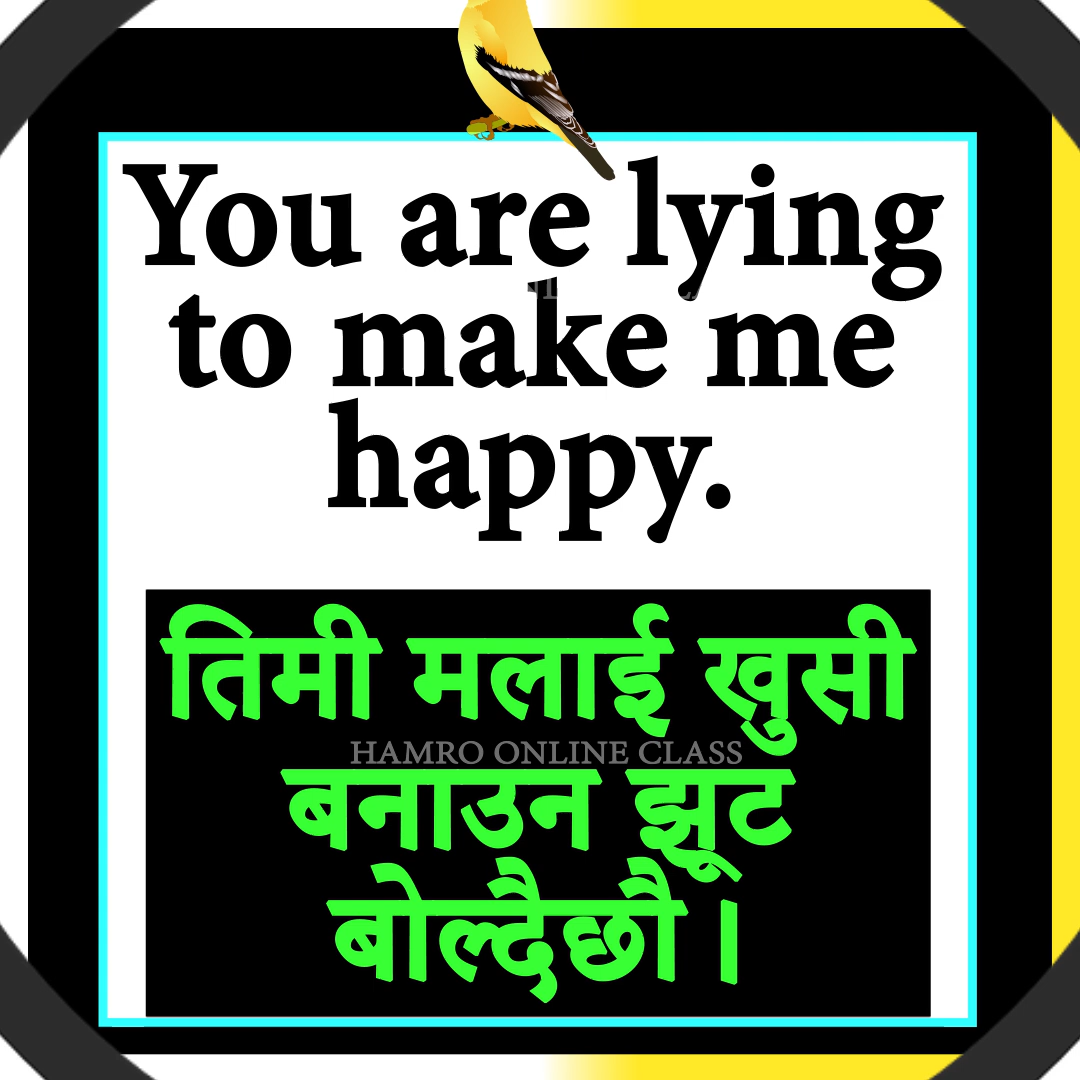 You are lying
to make me
happy.
तिमी मलाई खुसी
HAMRO ONLINE CLASS
बनाउन झूट
बोल्दैछौ ।